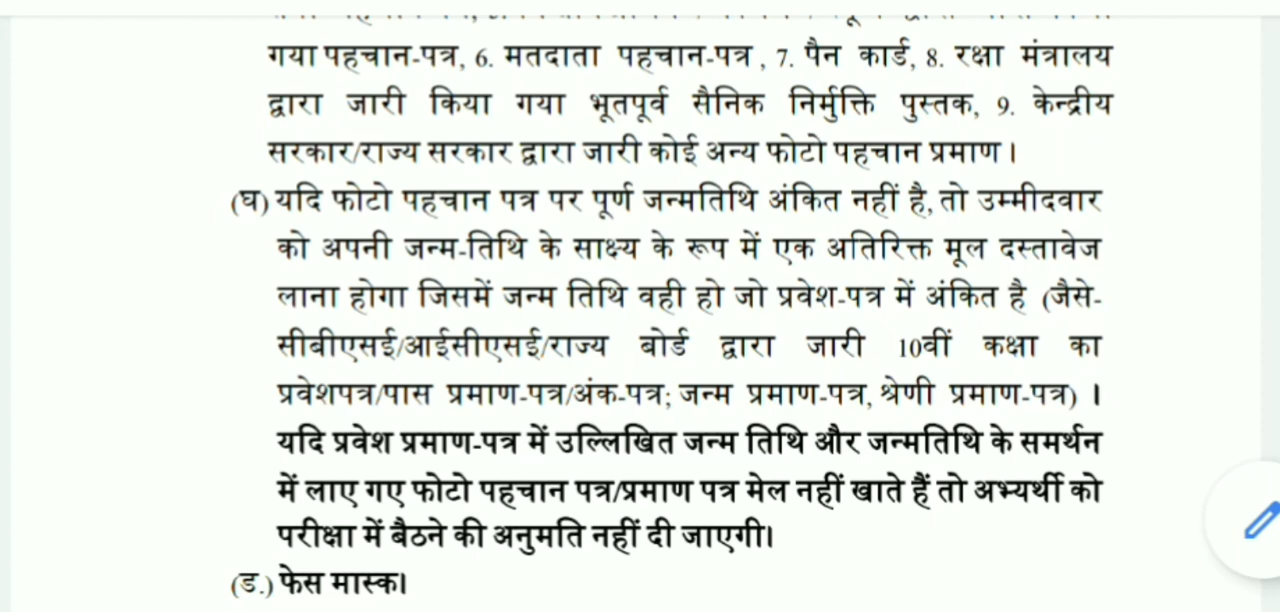 गया पहचान-पत्र, 6. मतदाता पहचान-पत्र , 7. पैन कार्ड, 8. रक्षा मंत्रालय
द्वारा जारी किया गया भूतपूर्व सैनिक निर्मुक्ति पुस्तक, 9. केन्द्रीय
सरकार/राज्य सरकार द्वारा जारी कोई अन्य फोटो पहचान प्रमाण।
(घ) यदि फोटो पहचान पत्र पर पूर्ण जन्मतिथि अंकित नहीं है, तो उम्मीदवार
को अपनी जन्म-तिथि के साक्ष्य के रूप में एक अतिरिक्त मूल दस्तावेज
लाना होगा जिसमें जन्म तिथि वही हो जो प्रवेश-पत्र में अंकित है (जैसे-
सीबीएसई/आईसीएसई/राज्य बोर्ड द्वारा जारी 10वीं कक्षा का
प्रवेशपत्र/पास प्रमाण-पत्र/अंक-पत्र; जन्म प्रमाण-पत्र, श्रेणी प्रमाण-पत्र) ।
यदि प्रवेश प्रमाण-पत्र में उल्लिखित जन्म तिथि और जन्मतिथि के समर्थन
में लाए गए फोटो पहचान पत्र/प्रमाण पत्र मेल नहीं खाते हैं तो अभ्यर्थी को
परीक्षा में बैठने की अनुमति नहीं दी जाएगी।
(ड.) फेस मास्क।